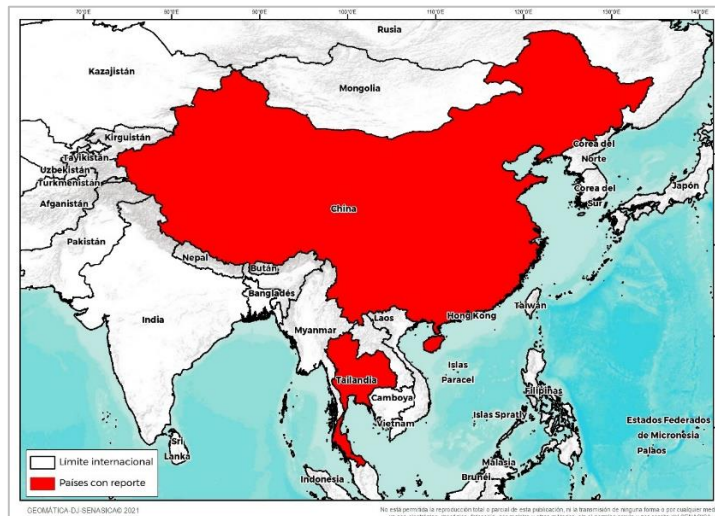 70°0'E 80°0'E 90°0'E 100°0'E 110°0'E 120°0'E 130°0'E 140°0'E
Rusia
Kazajistán
Mongolia
Kirguistán
Tayikistán
Uzbekistán
Turkmenistán
Afganistán
Pakistán
Corea del
Norte
Corea del
Sur
Japón
China
Nepal
Bután
Bangladés
India
Myanmar
Laos
Hong Kong
Taiwán
Tailandia
Camboya
Vietnam
Islas
Paracel
Filipinas
Islas Spratly
Estados Federados
de Micronesia
Palaos
Sri
Lanka
Malasia
Brunéi
Indonesia
Límite internacional
Países con reporte
GEOMÁTICA-DJ-SENASICA© 2021
No esta permitida la reproducción total o parcial de esta publicación, ni la transmisión de ninguna forma o por cualquier med